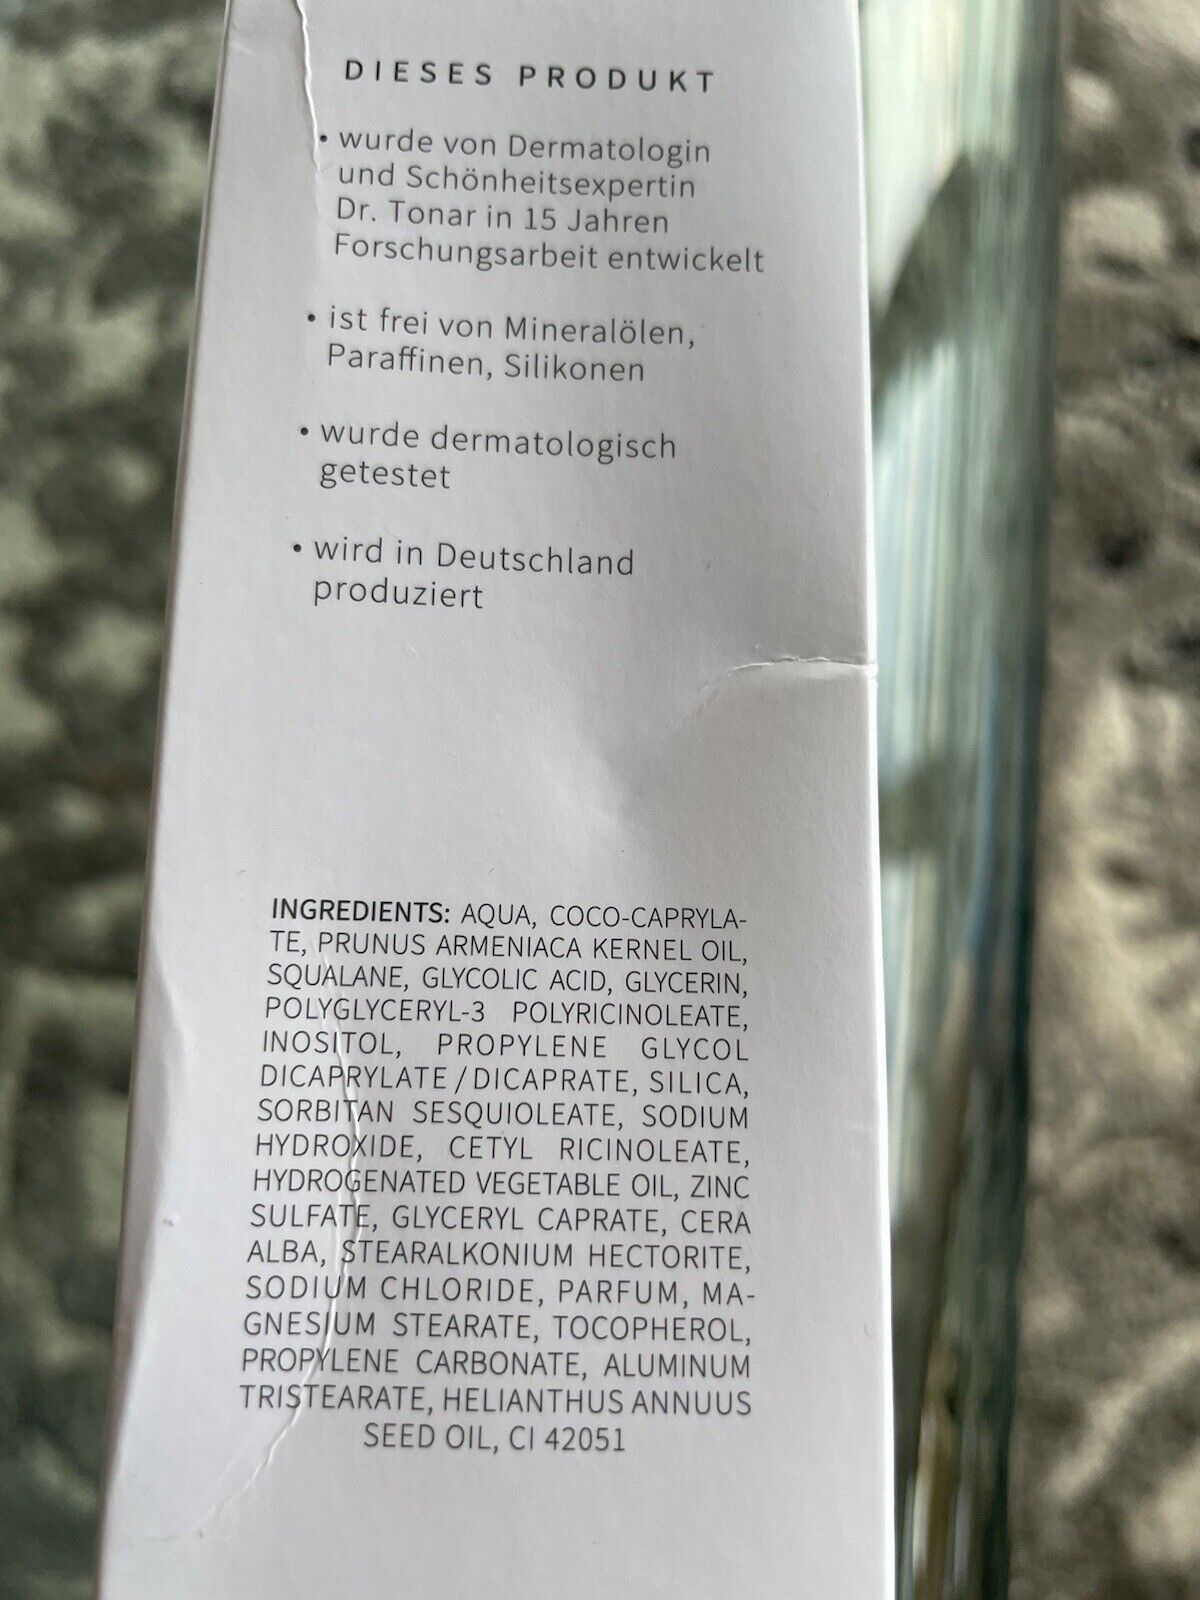 DIESES PRODUKT
• wurde von Dermatologin
und Schönheitsexpertin
Dr. Tonar in 15 Jahren
Forschungsarbeit entwickelt
• ist frei von Mineralölen,
Paraffinen, Silikonen
• wurde dermatologisch
getestet
• wird in Deutschland
produziert
INGREDIENTS: AQUA, COCO-CAPRYLA-
TE, PRUNUS ARMENIACA KERNEL OIL,
SQUALANE, GLYCOLIC ACID, GLYCERIN,
POLYGLYCERYL-3 POLYRICINOLEATE,
INOSITOL, PROPYLENE GLYCOL
DICAPRYLATE / DICAPRATE, SILICA,
SORBITAN SESQUIOLEATE, SODIUM
HYDROXIDE, CETYL RICINOLEATE,
HYDROGENATED VEGETABLE OIL, ZINC
SULFATE, GLYCERYL CAPRATE, CERA
ALBA, STEARALKONIUM HECTORITE,
SODIUM CHLORIDE, PARFUM, MA-
GNESIUM STEARATE, TOCOPHEROL,
PROPYLENE CARBONATE, ALUMINUM
TRISTEARATE, HELIANTHUS ANNUUS
SEED OIL, CI 42051